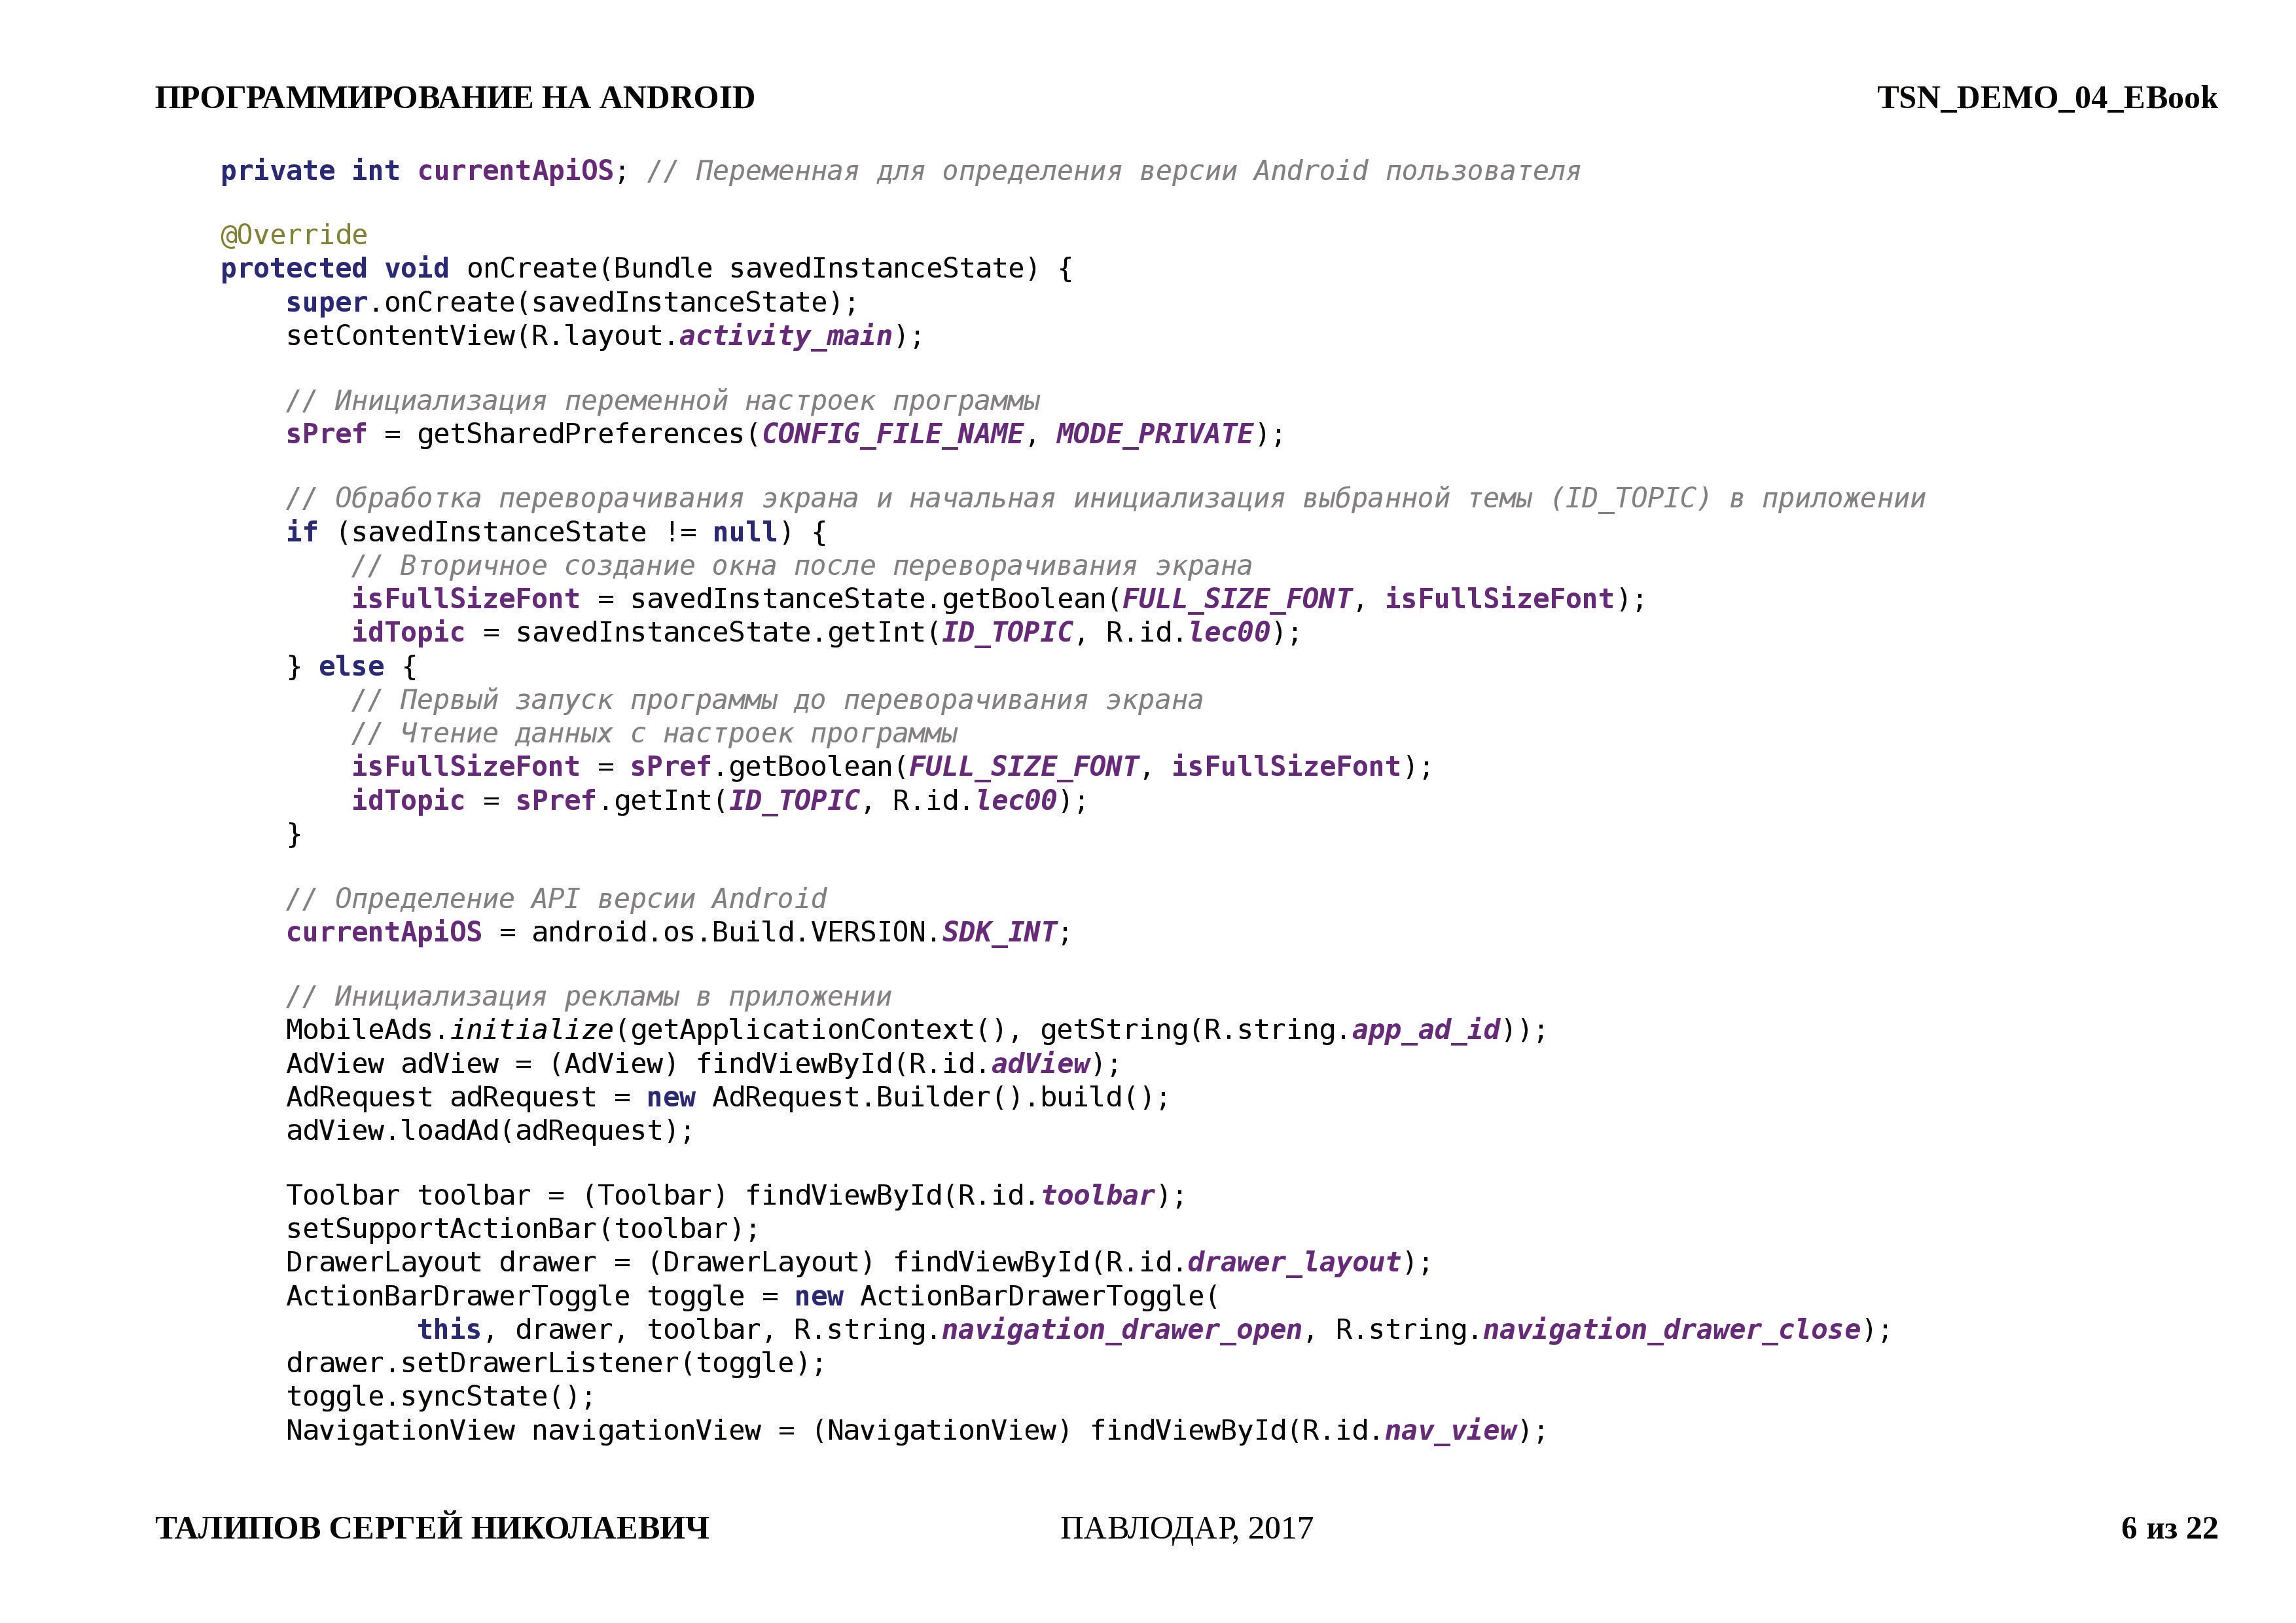 ПРОГРАММИРОВАНИЕ НА ANDROID TSN_DEMO_04_EBook
private int currentApiOS; // Переменная для определения версии Android пользователя
@Override
protected void onCreate(Bundle savedInstanceState) {
super.onCreate(savedInstanceState);
setContentView(R.layout.activity_main);
// Инициализация переменной настроек программы
sPref = getSharedPreferences(CONFIG_FILE_NAME, MODE_PRIVATE);
// Обработка переворачивания экрана и начальная инициализация выбранной темы (ID_TOPIC) в приложении
if (savedInstanceState != null) {
// Вторичное создание окна после переворачивания экрана
isFullSizeFont = savedInstanceState.getBoolean(FULL_SIZE_FONT, isFullSizeFont);
idTopic = savedInstanceState.getInt(ID_TOPIC, R.id.lec00);
} else {
// Первый запуск программы до переворачивания экрана
// Чтение данных с настроек программы
isFullSizeFont = sPref.getBoolean(FULL_SIZE_FONT, isFullSizeFont);
idTopic = sPref.getInt(ID_TOPIC, R.id.lec00);
}
// Определение API версии Android
currentApiOS = android.os.Build.VERSION.SDK_INT;
// Инициализация рекламы в приложении
MobileAds.initialize(getApplicationContext(), getString(R.string.app_ad_id));
AdView adView = (AdView) findViewById(R.id.adView);
AdRequest adRequest = new AdRequest.Builder().build();
adView.loadAd(adRequest);
Toolbar toolbar = (Toolbar) findViewById(R.id.toolbar);
setSupportActionBar(toolbar);
DrawerLayout drawer = (DrawerLayout) findViewById(R.id.drawer_layout);
ActionBarDrawerToggle toggle = new ActionBarDrawerToggle(
this, drawer, toolbar, R.string.navigation_drawer_open, R.string.navigation_drawer_close);
drawer.setDrawerListener(toggle);
toggle.syncState();
NavigationView navigationView = (NavigationView) findViewById(R.id.nav_view);
ТАЛИПОВ СЕРГЕЙ НИКОЛАЕВИЧ ПАВЛОДАР, 2017 6 из 22